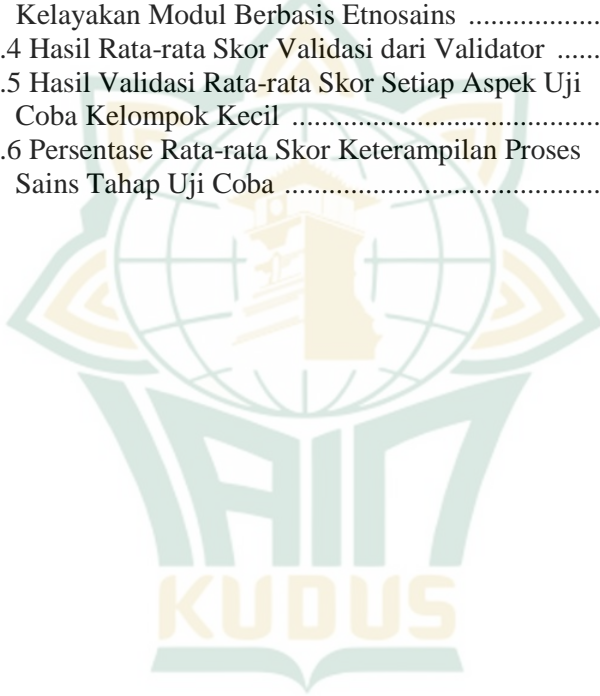 Kelayakan Modul Berbasis Etnosains ..................
.4 Hasil Rata-rata Skor Validasi dari Validator ......
.5 Hasil Validasi Rata-rata Skor Setiap Aspek Uji
Coba Kelompok Kecil ..........................................
.6 Persentase Rata-rata Skor Keterampilan Proses
Sains Tahap Uji Coba ...........................................
IAIN
KUDUS